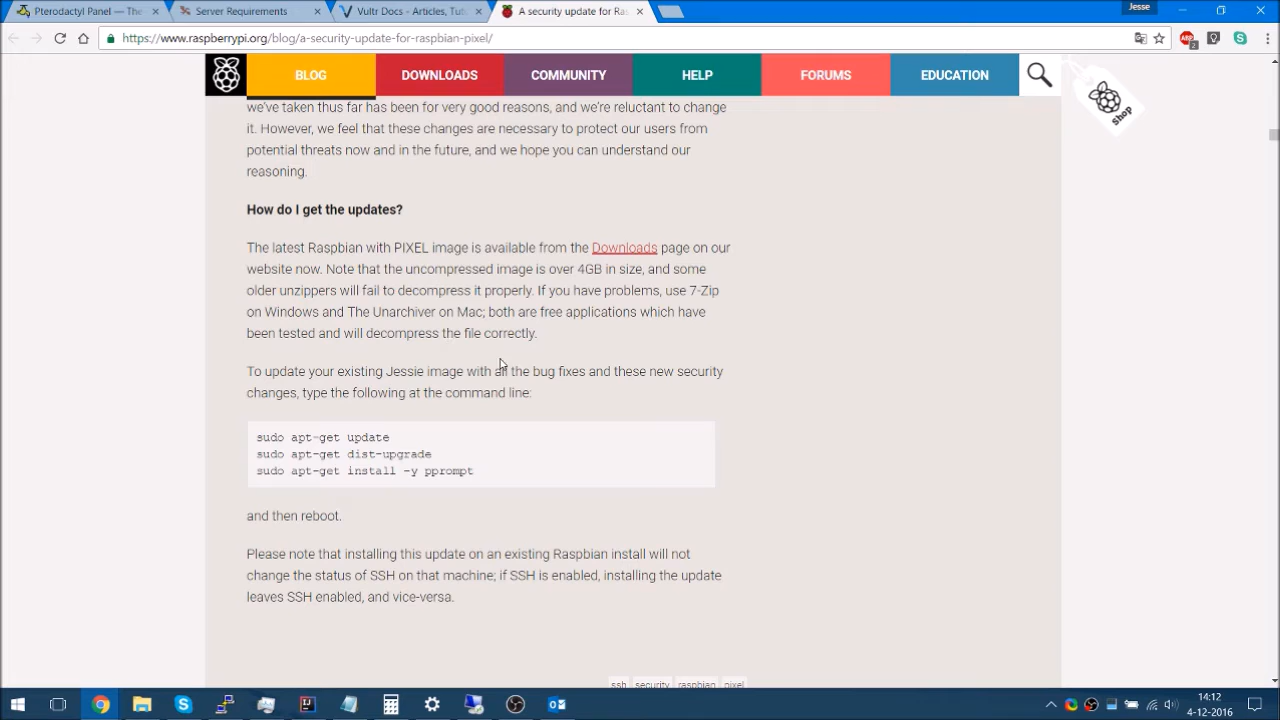 Pterodactyl Panel — The-
Server Requirements
Vultr Docs - Articles, Tut
A security update for Ras
Jesse
https://www.raspberrypi.org/blog/a-security-update-for-raspbian-pixel/
2
BLOG
DOWNLOADS
COMMUNITY
HELP
FORUMS
EDUCATION
Shop
we've taken thus far has been for very good reasons, and we're reluctant to change
it. However, we feel that these changes are necessary to protect our users from
potential threats now and in the future, and we hope you can understand our
reasoning.
How do I get the updates?
The latest Raspbian with PIXEL image is available from the Downloads page on our
website now. Note that the uncompressed image is over 4GB in size, and some
older unzippers will fail to decompress it properly. If you have problems, use 7-Zip
on Windows and The Unarchiver on Mac; both are free applications which have
been tested and will decompress the file correctly.
To update your existing Jessie image with all the bug fixes and these new security
changes, type the following at the command line:
sudo apt-get update
sudo apt-get dist-upgrade
sudo apt-get install -y pprompt
and then reboot.
Please note that installing this update on an existing Raspbian install will not
change the status of SSH on that machine; if SSH is enabled, installing the update
leaves SSH enabled, and vice-versa.
ssh security raspbian pixel
14:12
4-12-2016